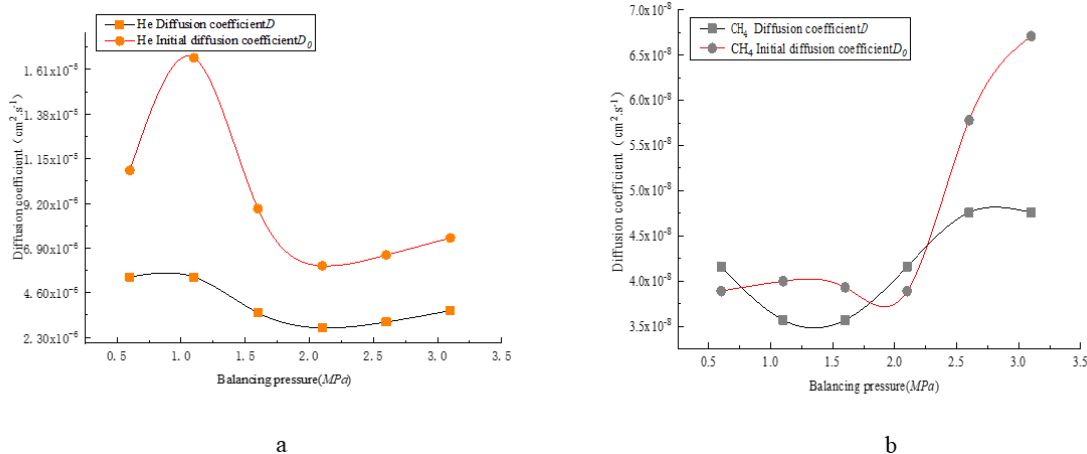 He Diffusion coefficientD
He Initial diffusion coefficientD₀
Diffusion coefficient (cm².s⁻¹)
1.61x10⁻⁵
1.38x10⁻⁵
1.15x10⁻⁵
9.20x10⁻⁶
6.90x10⁻⁶
4.60x10⁻⁶
2.30x10⁻⁶
0.5 1.0 1.5 2.0 2.5 3.0 3.5
Balancing pressure(MPa)
a
CH₄ Diffusion coefficientD
CH₄ Initial diffusion coefficientD₀
Diffusion coefficient (cm².s⁻¹)
7.0x10⁻⁸
6.5x10⁻⁸
6.0x10⁻⁸
5.5x10⁻⁸
5.0x10⁻⁸
4.5x10⁻⁸
4.0x10⁻⁸
3.5x10⁻⁸
0.5 1.0 1.5 2.0 2.5 3.0 3.5
Balancing pressure(MPa)
b